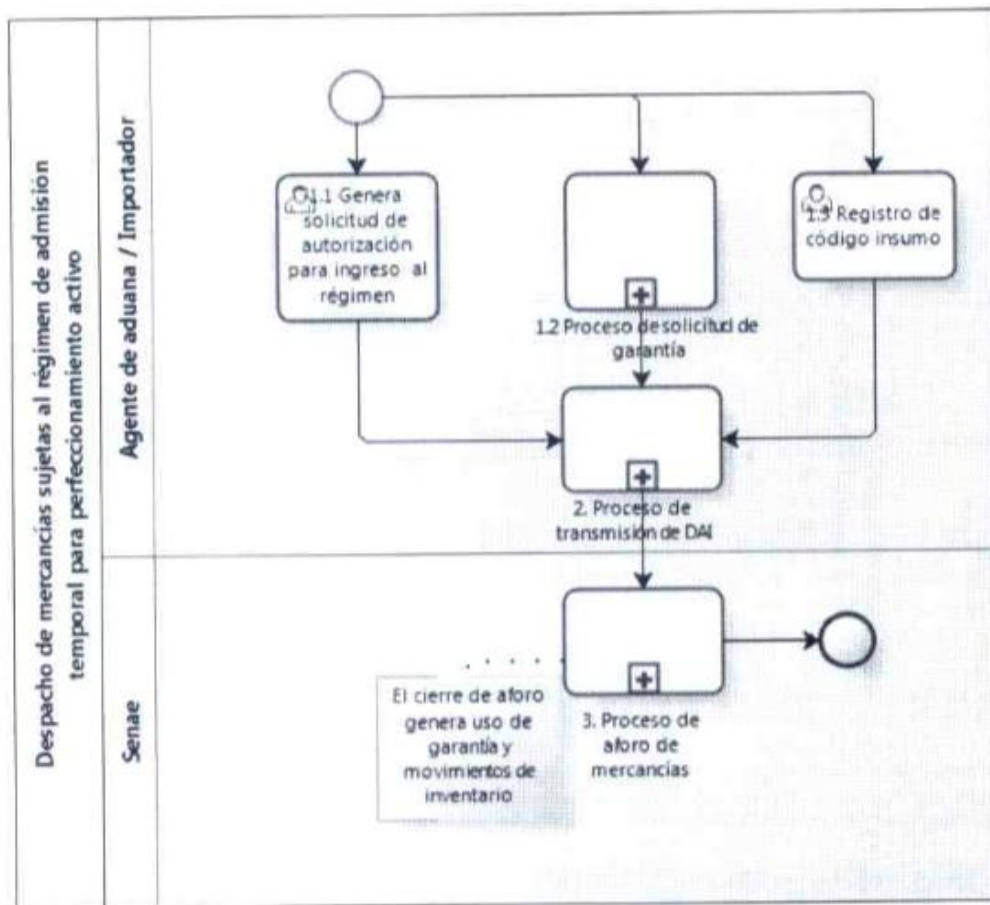 Despacho de mercancías sujetas al régimen de admisión
temporal para perfeccionamiento activo
Agente de aduana / Importador
1.1 Genera
solicitud de
autorización
para ingreso al
régimen
1.2 Proceso de solicitud de
garantía
1.3 Registro de
código insumo
2. Proceso de
transmisión de DAI
Senae
El cierre de aforo
genera uso de
garantía y
movimientos de
inventario
3. Proceso de
aforo de
mercancías